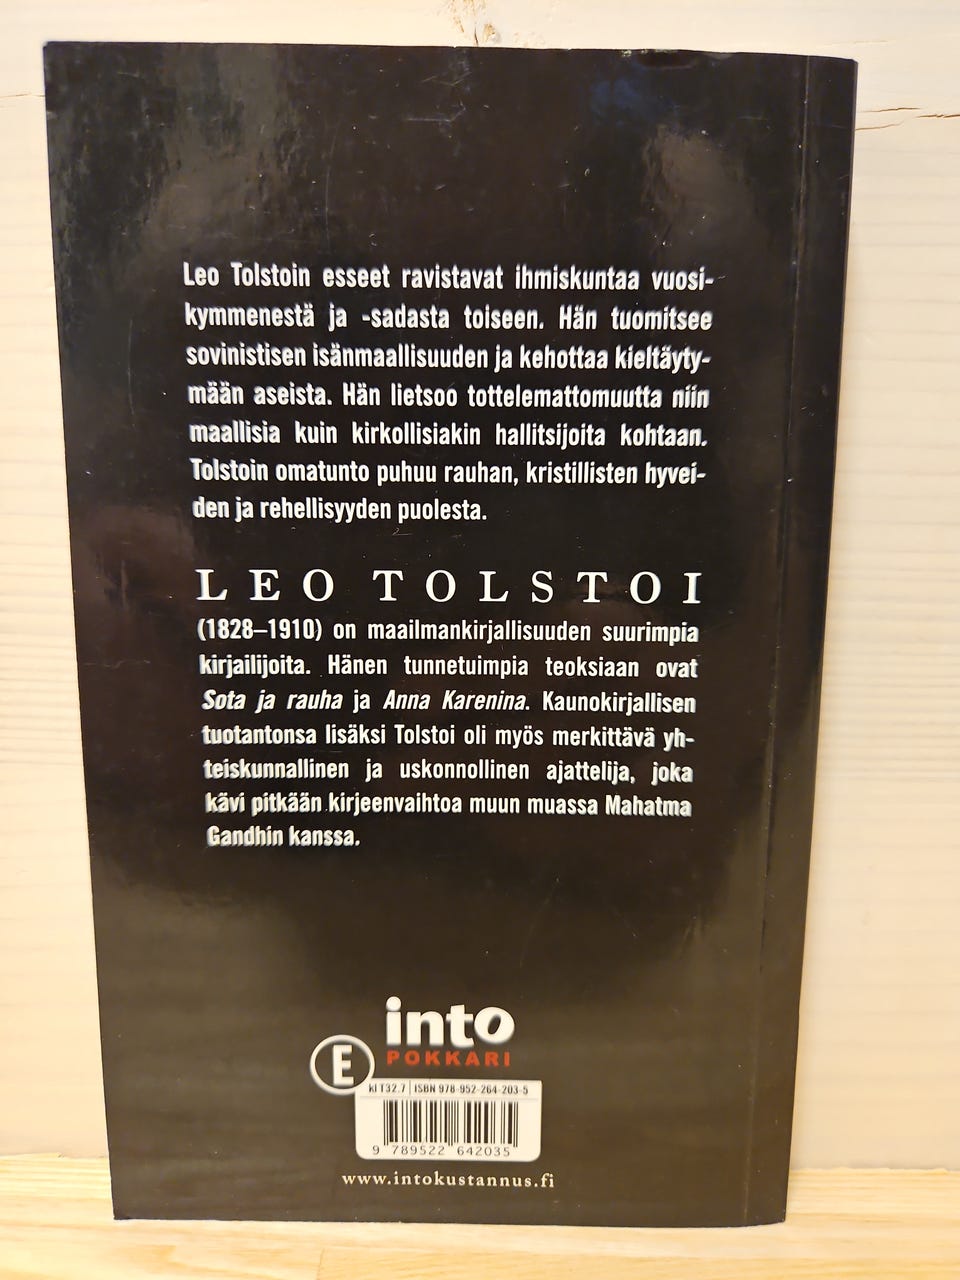 Leo Tolstoin esseet ravistavat ihmiskuntaa vuosi-
kymmenestä ja -sadasta toiseen. Hän tuomitsee
sovinistisen isänmaallisuuden ja kehottaa kieltäyty-
mään aseista. Hän lietsoo tottelemattomuutta niin
maallisia kuin kirkollisiakin hallitsijoita kohtaan.
Tolstoin omatunto puhuu rauhan, kristillisten hyvei-
den ja rehellisyyden puolesta.
LEO TOLSTOI
(1828–1910) on maailmankirjallisuuden suurimpia
kirjailijoita. Hänen tunnetuimpia teoksiaan ovat
Sota ja rauha ja Anna Karenina. Kaunokirjallisen
tuotantonsa lisäksi Tolstoi oli myös merkittävä yh-
teiskunnallinen ja uskonnollinen ajattelija, joka
kävi pitkään kirjeenvaihtoa muun muassa Mahatma
Gandhin kanssa.
into
POKKARI
E
kl T32.7 ISBN 978-952-264-203-5
9 789522 642035
www.intokustannus.fi